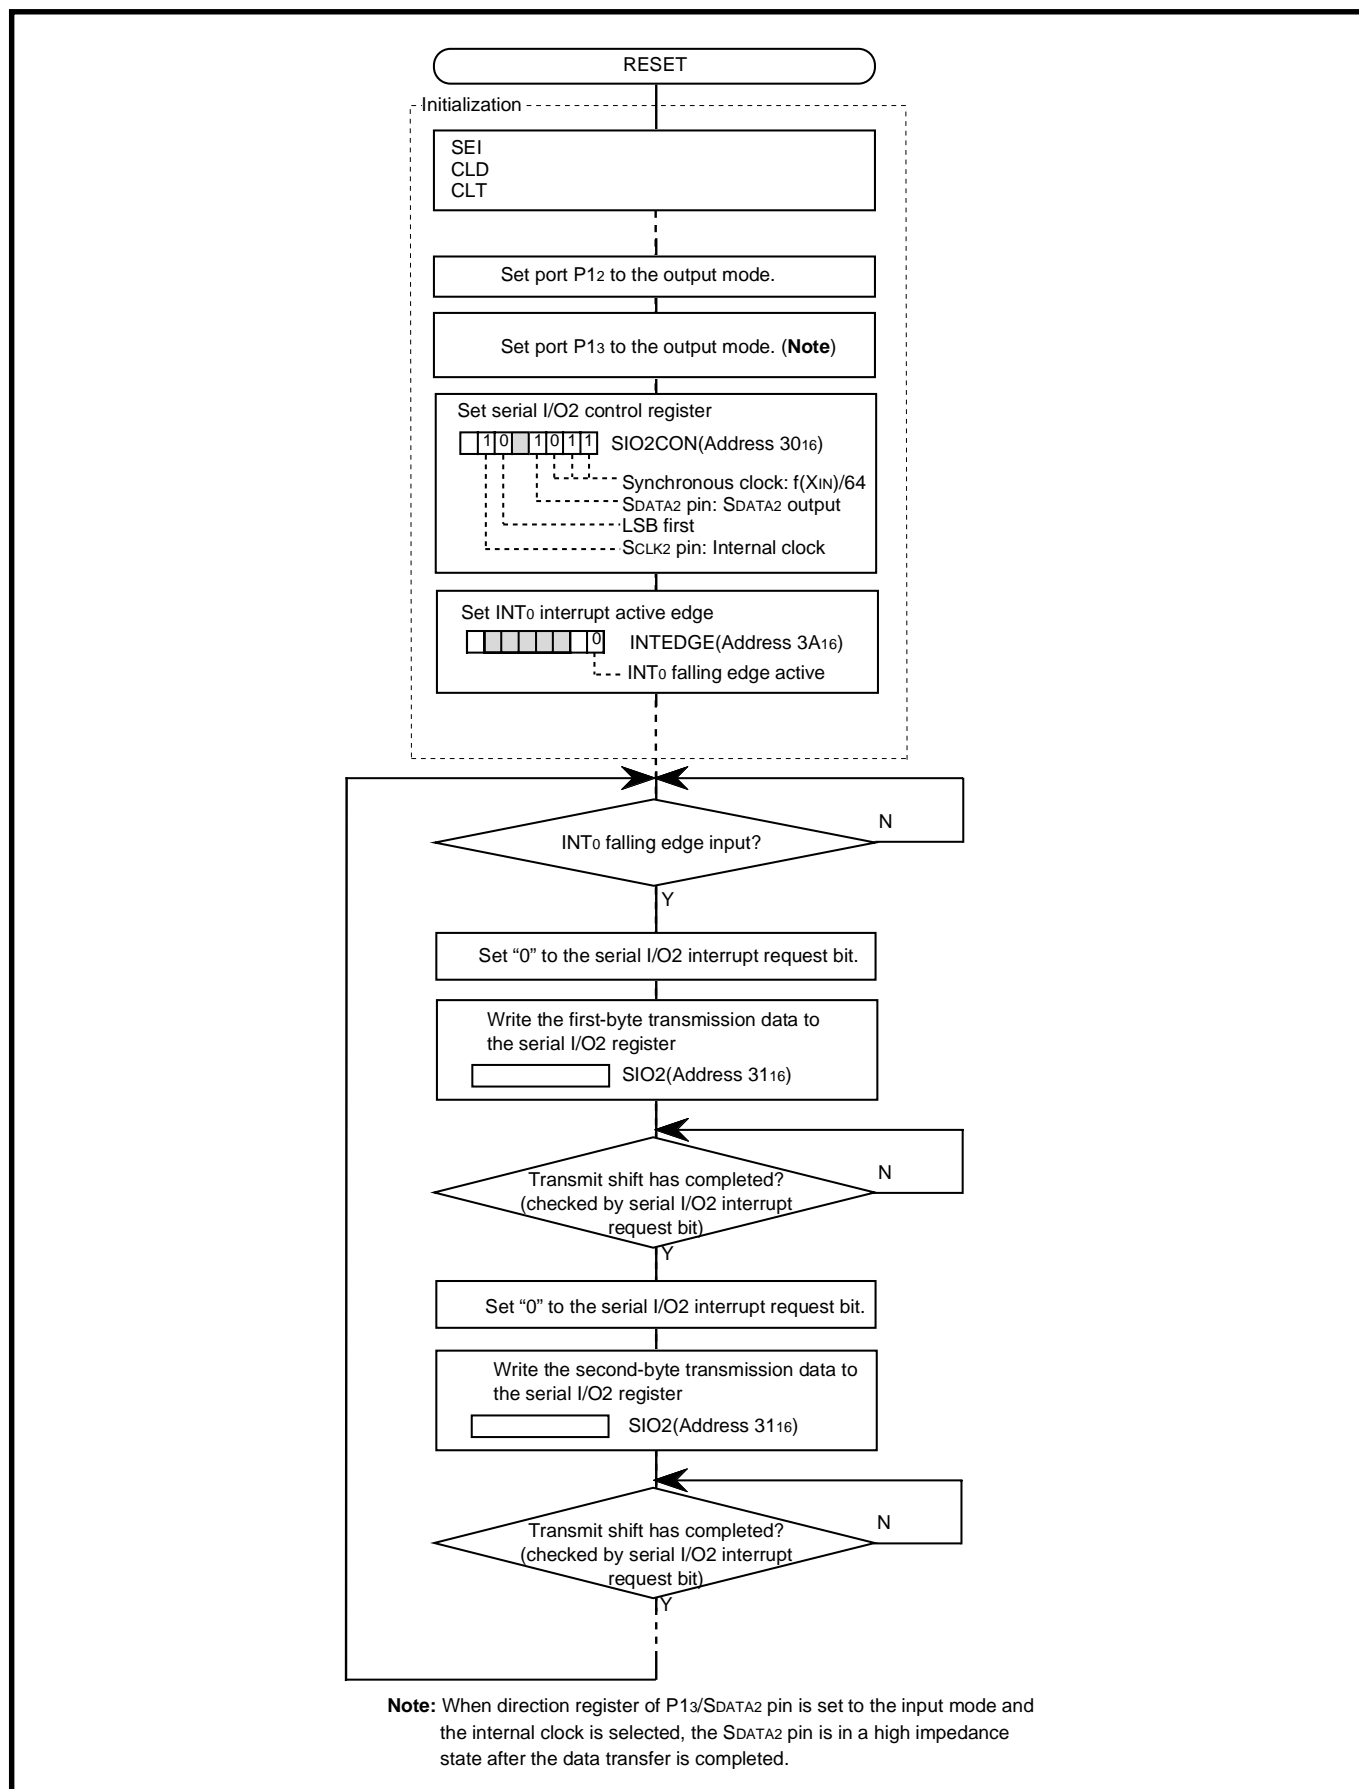 RESET
Initialization
SEI
CLD
CLT
Set port P12 to the output mode.
Set port P13 to the output mode. (Note)
Set serial I/O2 control register
1 0 1 0 1 1 SIO2CON(Address 3016)
Synchronous clock: f(XIN)/64
SDATA2 pin: SDATA2 output
LSB first
SCLK2 pin: Internal clock
Set INT0 interrupt active edge
0 INTEDGE(Address 3A16)
INT0 falling edge active
N
INT0 falling edge input?
Y
Set “0” to the serial I/O2 interrupt request bit.
Write the first-byte transmission data to
the serial I/O2 register
SIO2(Address 3116)
N
Transmit shift has completed?
(checked by serial I/O2 interrupt
request bit)
Y
Set “0” to the serial I/O2 interrupt request bit.
Write the second-byte transmission data to
the serial I/O2 register
SIO2(Address 3116)
N
Transmit shift has completed?
(checked by serial I/O2 interrupt
request bit)
Y
Note: When direction register of P13/SDATA2 pin is set to the input mode and
the internal clock is selected, the SDATA2 pin is in a high impedance
state after the data transfer is completed.